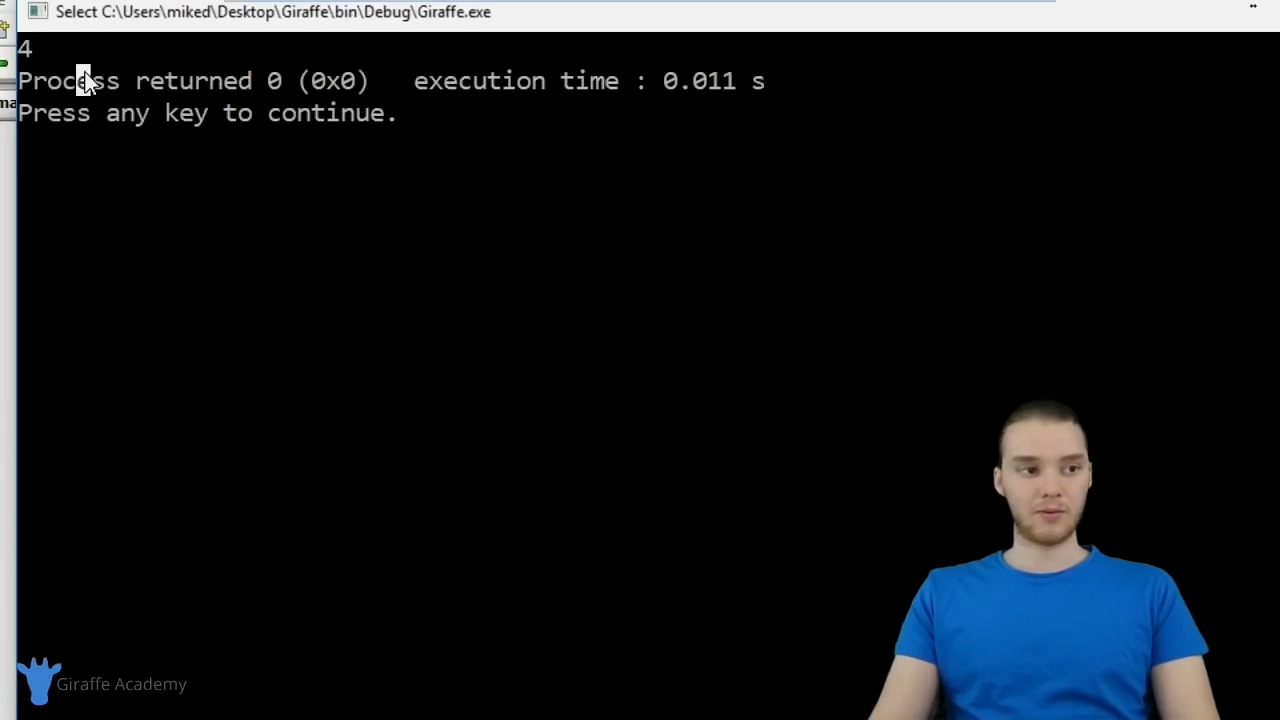 Select C:\Users\miked\Desktop\Giraffe\bin\Debug\Giraffe.exe
4
Process returned 0 (0x0)   execution time : 0.011 s
ma
Press any key to continue.
Giraffe Academy